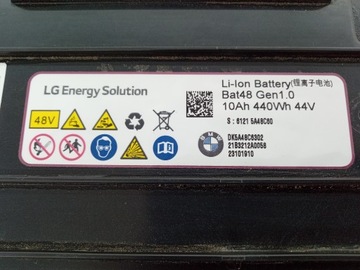 LG Energy Solution
Li-Ion Battery(锂离子电池)
Bat48 Gen1.0
10Ah 440Wh 44V
S : 6121 5A48C60
48V
DK5A48C6302
21B3212A0058
23101910